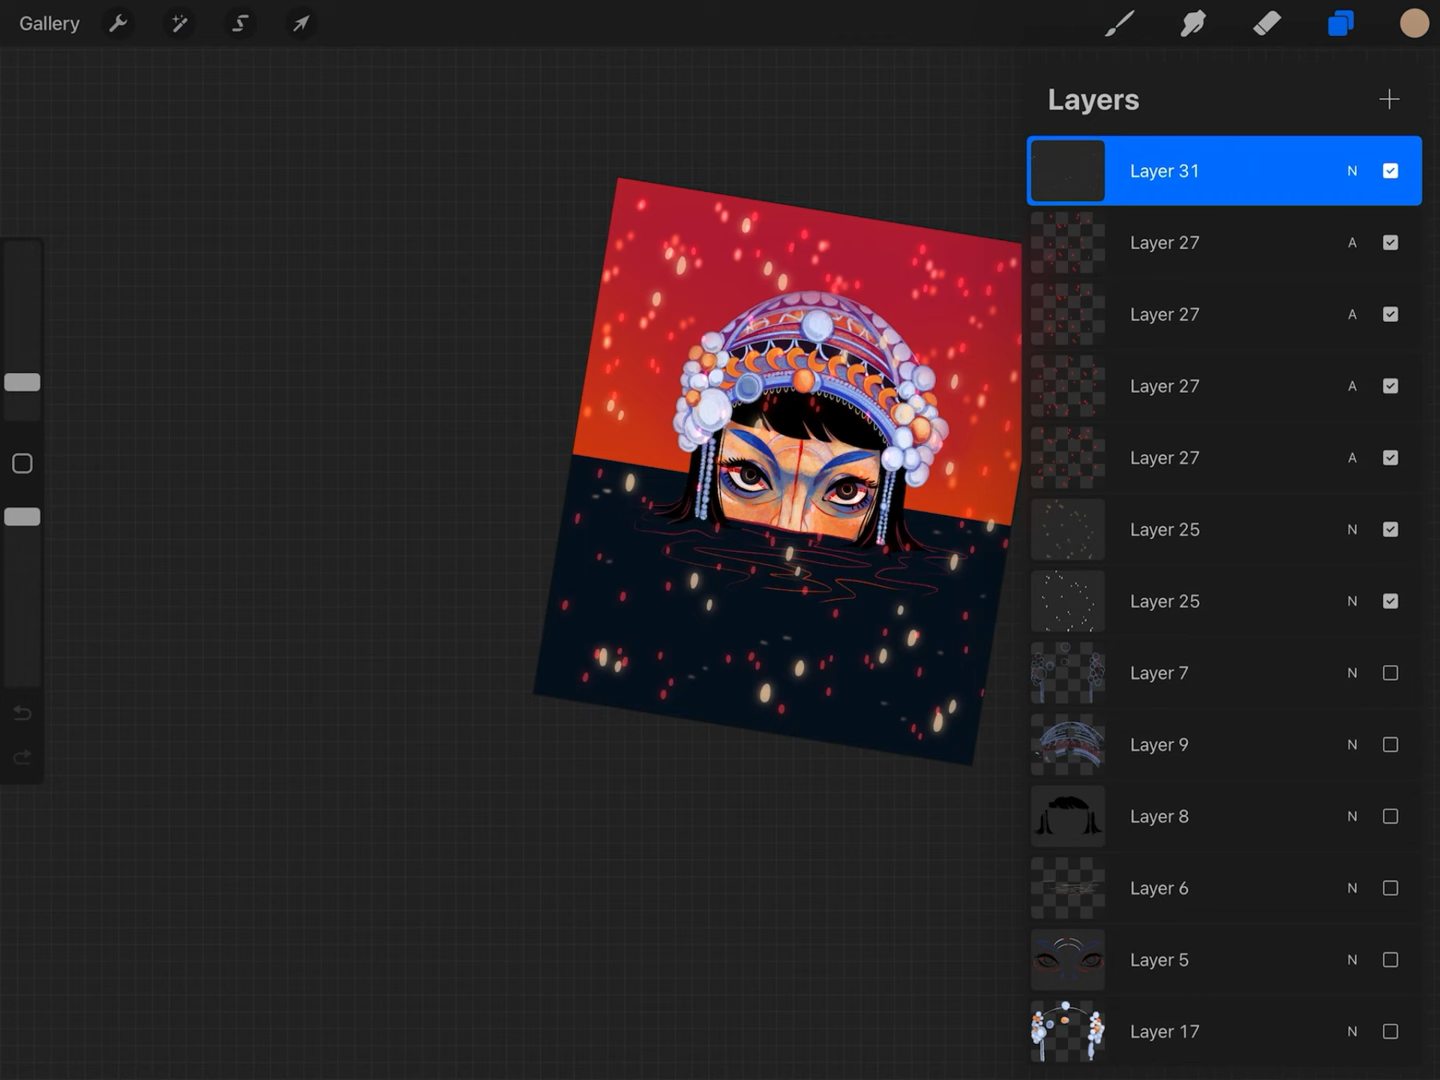 Gallery
Layers
Layer 31 N
Layer 27 A
Layer 27 A
Layer 27 A
Layer 27 A
Layer 25 N
Layer 25 N
Layer 7 N
Layer 9 N
Layer 8 N
Layer 6 N
Layer 5 N
Layer 17 N